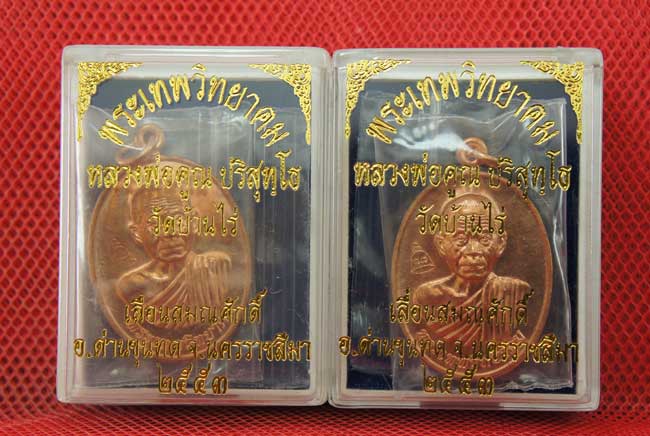 พระเทพวิทยาคม
หลวงพ่อคูณ ปริสุทฺโธ
วัดบ้านไร่
เลื่อนสมณศักดิ์
อ.ด่านขุนทด จ.นครราชสีมา
๒๕๕๓
พระเทพวิทยาคม
หลวงพ่อคูณ ปริสุทฺโธ
วัดบ้านไร่
เลื่อนสมณศักดิ์
อ.ด่านขุนทด จ.นครราชสีมา
๒๕๕๓